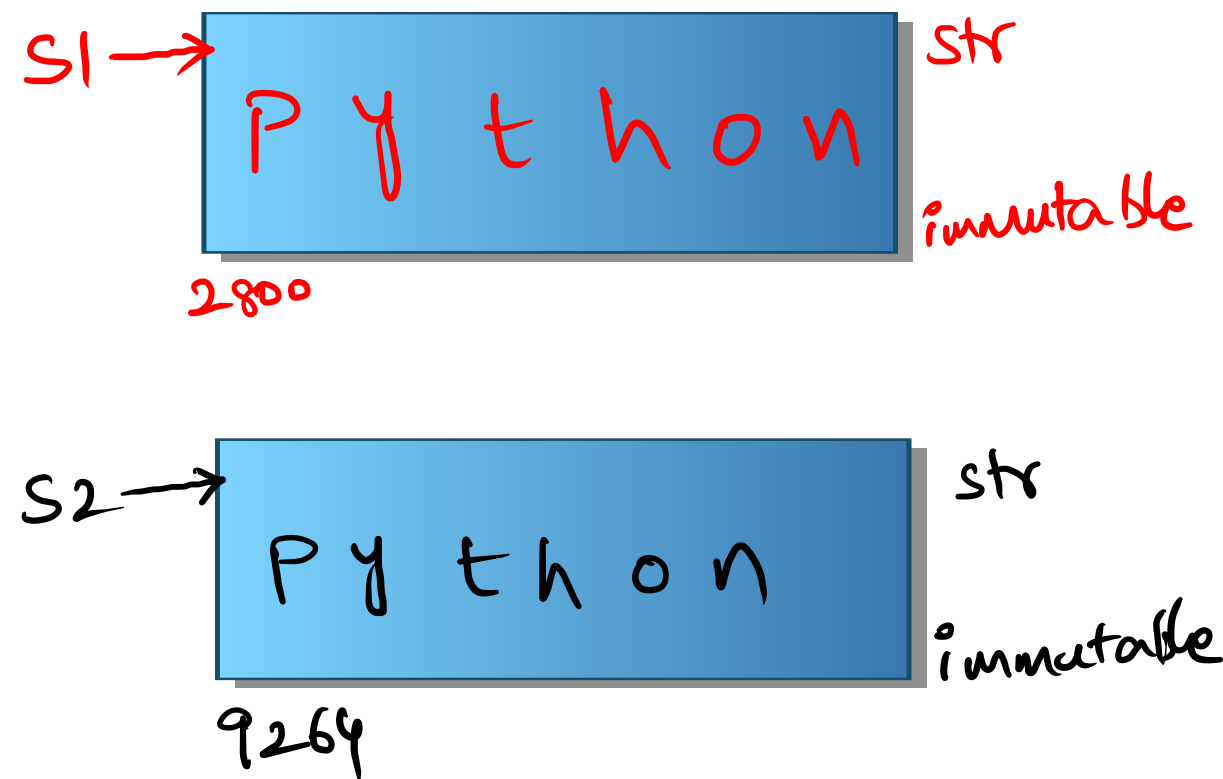 S1 → str
P y t h o n
immutable
2800
S2 → str
P y t h o n
immutable
9264